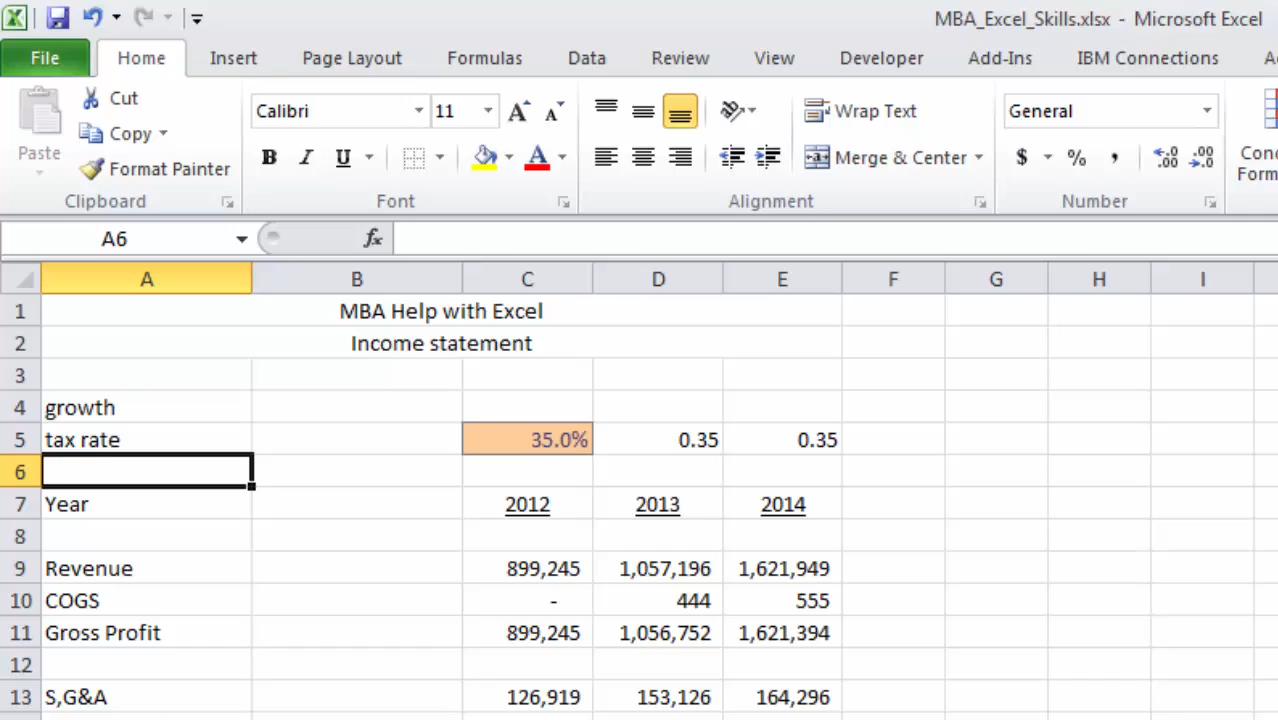 MBA_Excel_Skills.xlsx - Microsoft Excel
File Home Insert Page Layout Formulas Data Review View Developer Add-Ins IBM Connections
Paste Cut Calibri 11 A A Wrap Text General
Copy
Format Painter B I U A Merge & Center $ % , .00 .0
Clipboard Font Alignment Number
A6 fx
A B C D E F G H I
1 MBA Help with Excel
2 Income statement
3
4 growth
5 tax rate 35.0% 0.35 0.35
6
7 Year 2012 2013 2014
8
9 Revenue 899,245 1,057,196 1,621,949
10 COGS - 444 555
11 Gross Profit 899,245 1,056,752 1,621,394
12
13 S,G&A 126,919 153,126 164,296